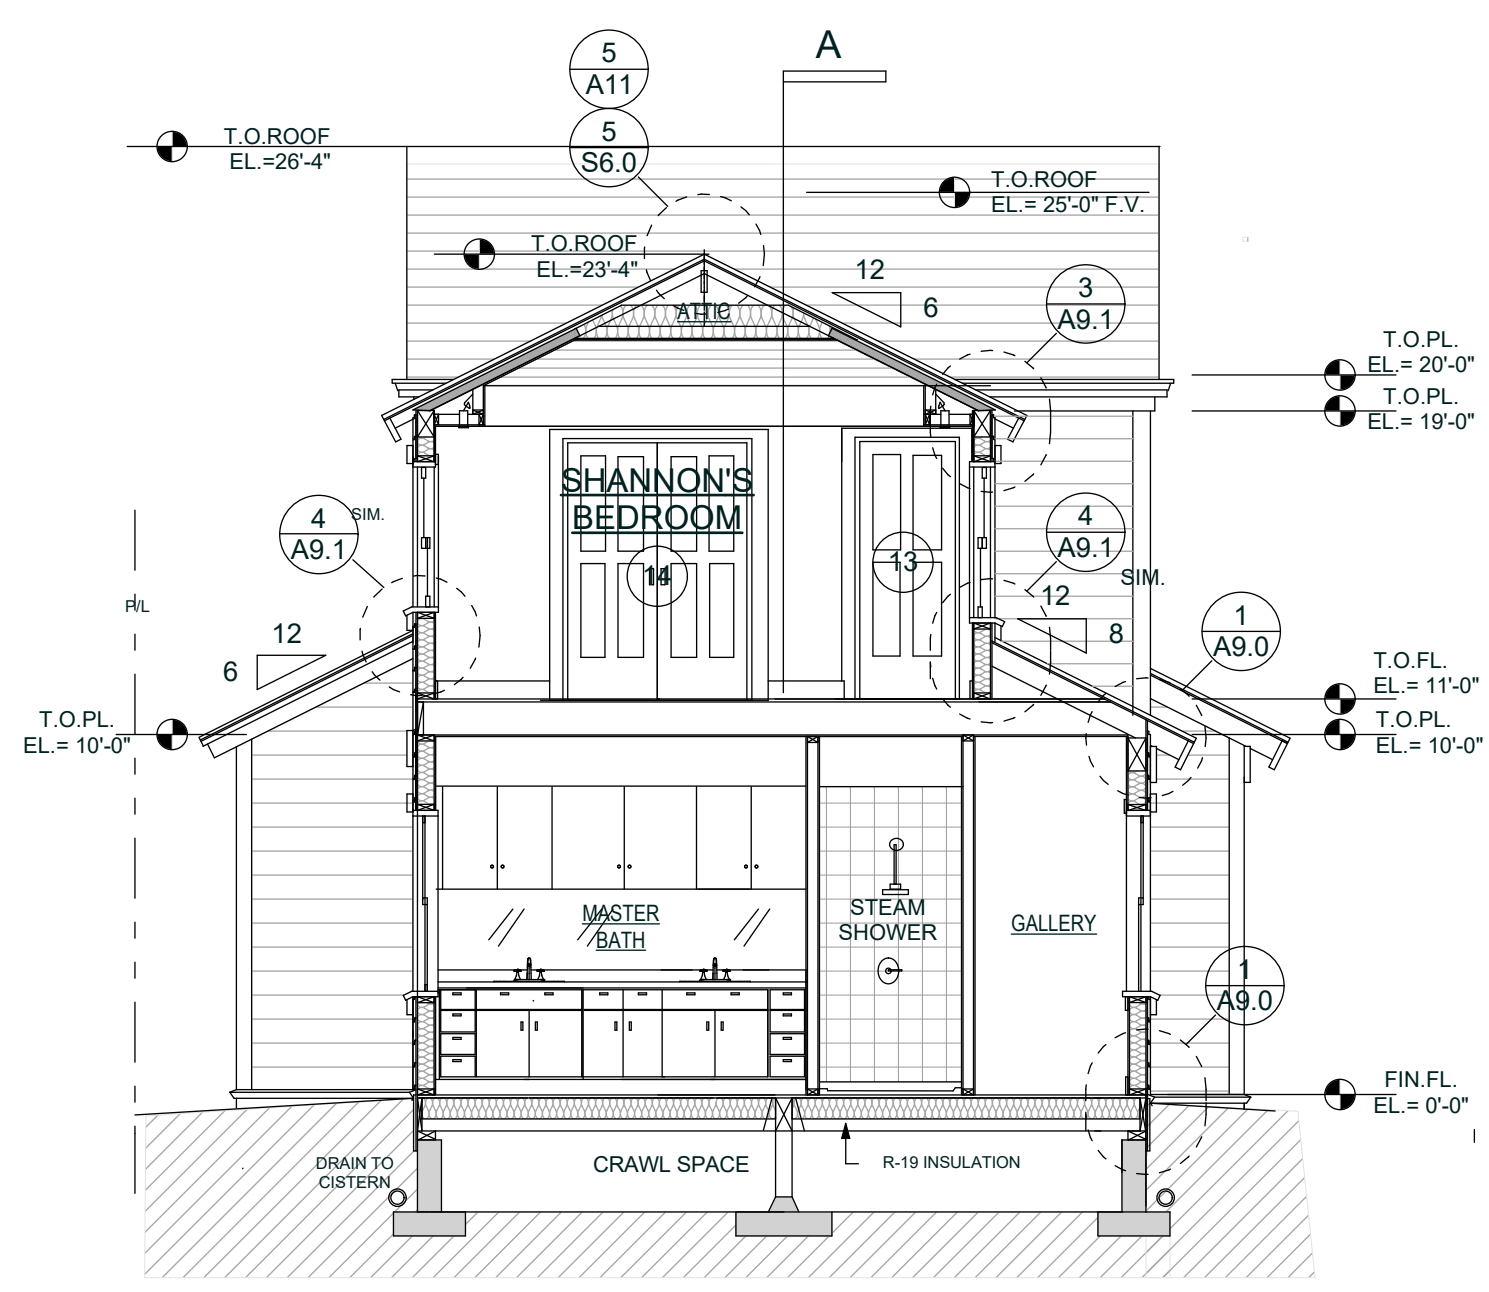 A
5
A11
5
S6.0
T.O.ROOF
EL.=26'-4"
T.O.ROOF
EL.= 25'-0" F.V.
T.O.ROOF
EL.=23'-4"
12
6
ATTIC
3
A9.1
T.O.PL.
EL.= 20'-0"
T.O.PL.
EL.= 19'-0"
SHANNON'S
BEDROOM
14
13
4
A9.1
SIM.
4
A9.1
SIM.
P/L
12
6
12
8
1
A9.0
T.O.FL.
EL.= 11'-0"
T.O.PL.
EL.= 10'-0"
T.O.PL.
EL.= 10'-0"
MASTER
BATH
STEAM
SHOWER
GALLERY
1
A9.0
FIN.FL.
EL.= 0'-0"
DRAIN TO
CISTERN
CRAWL SPACE
R-19 INSULATION